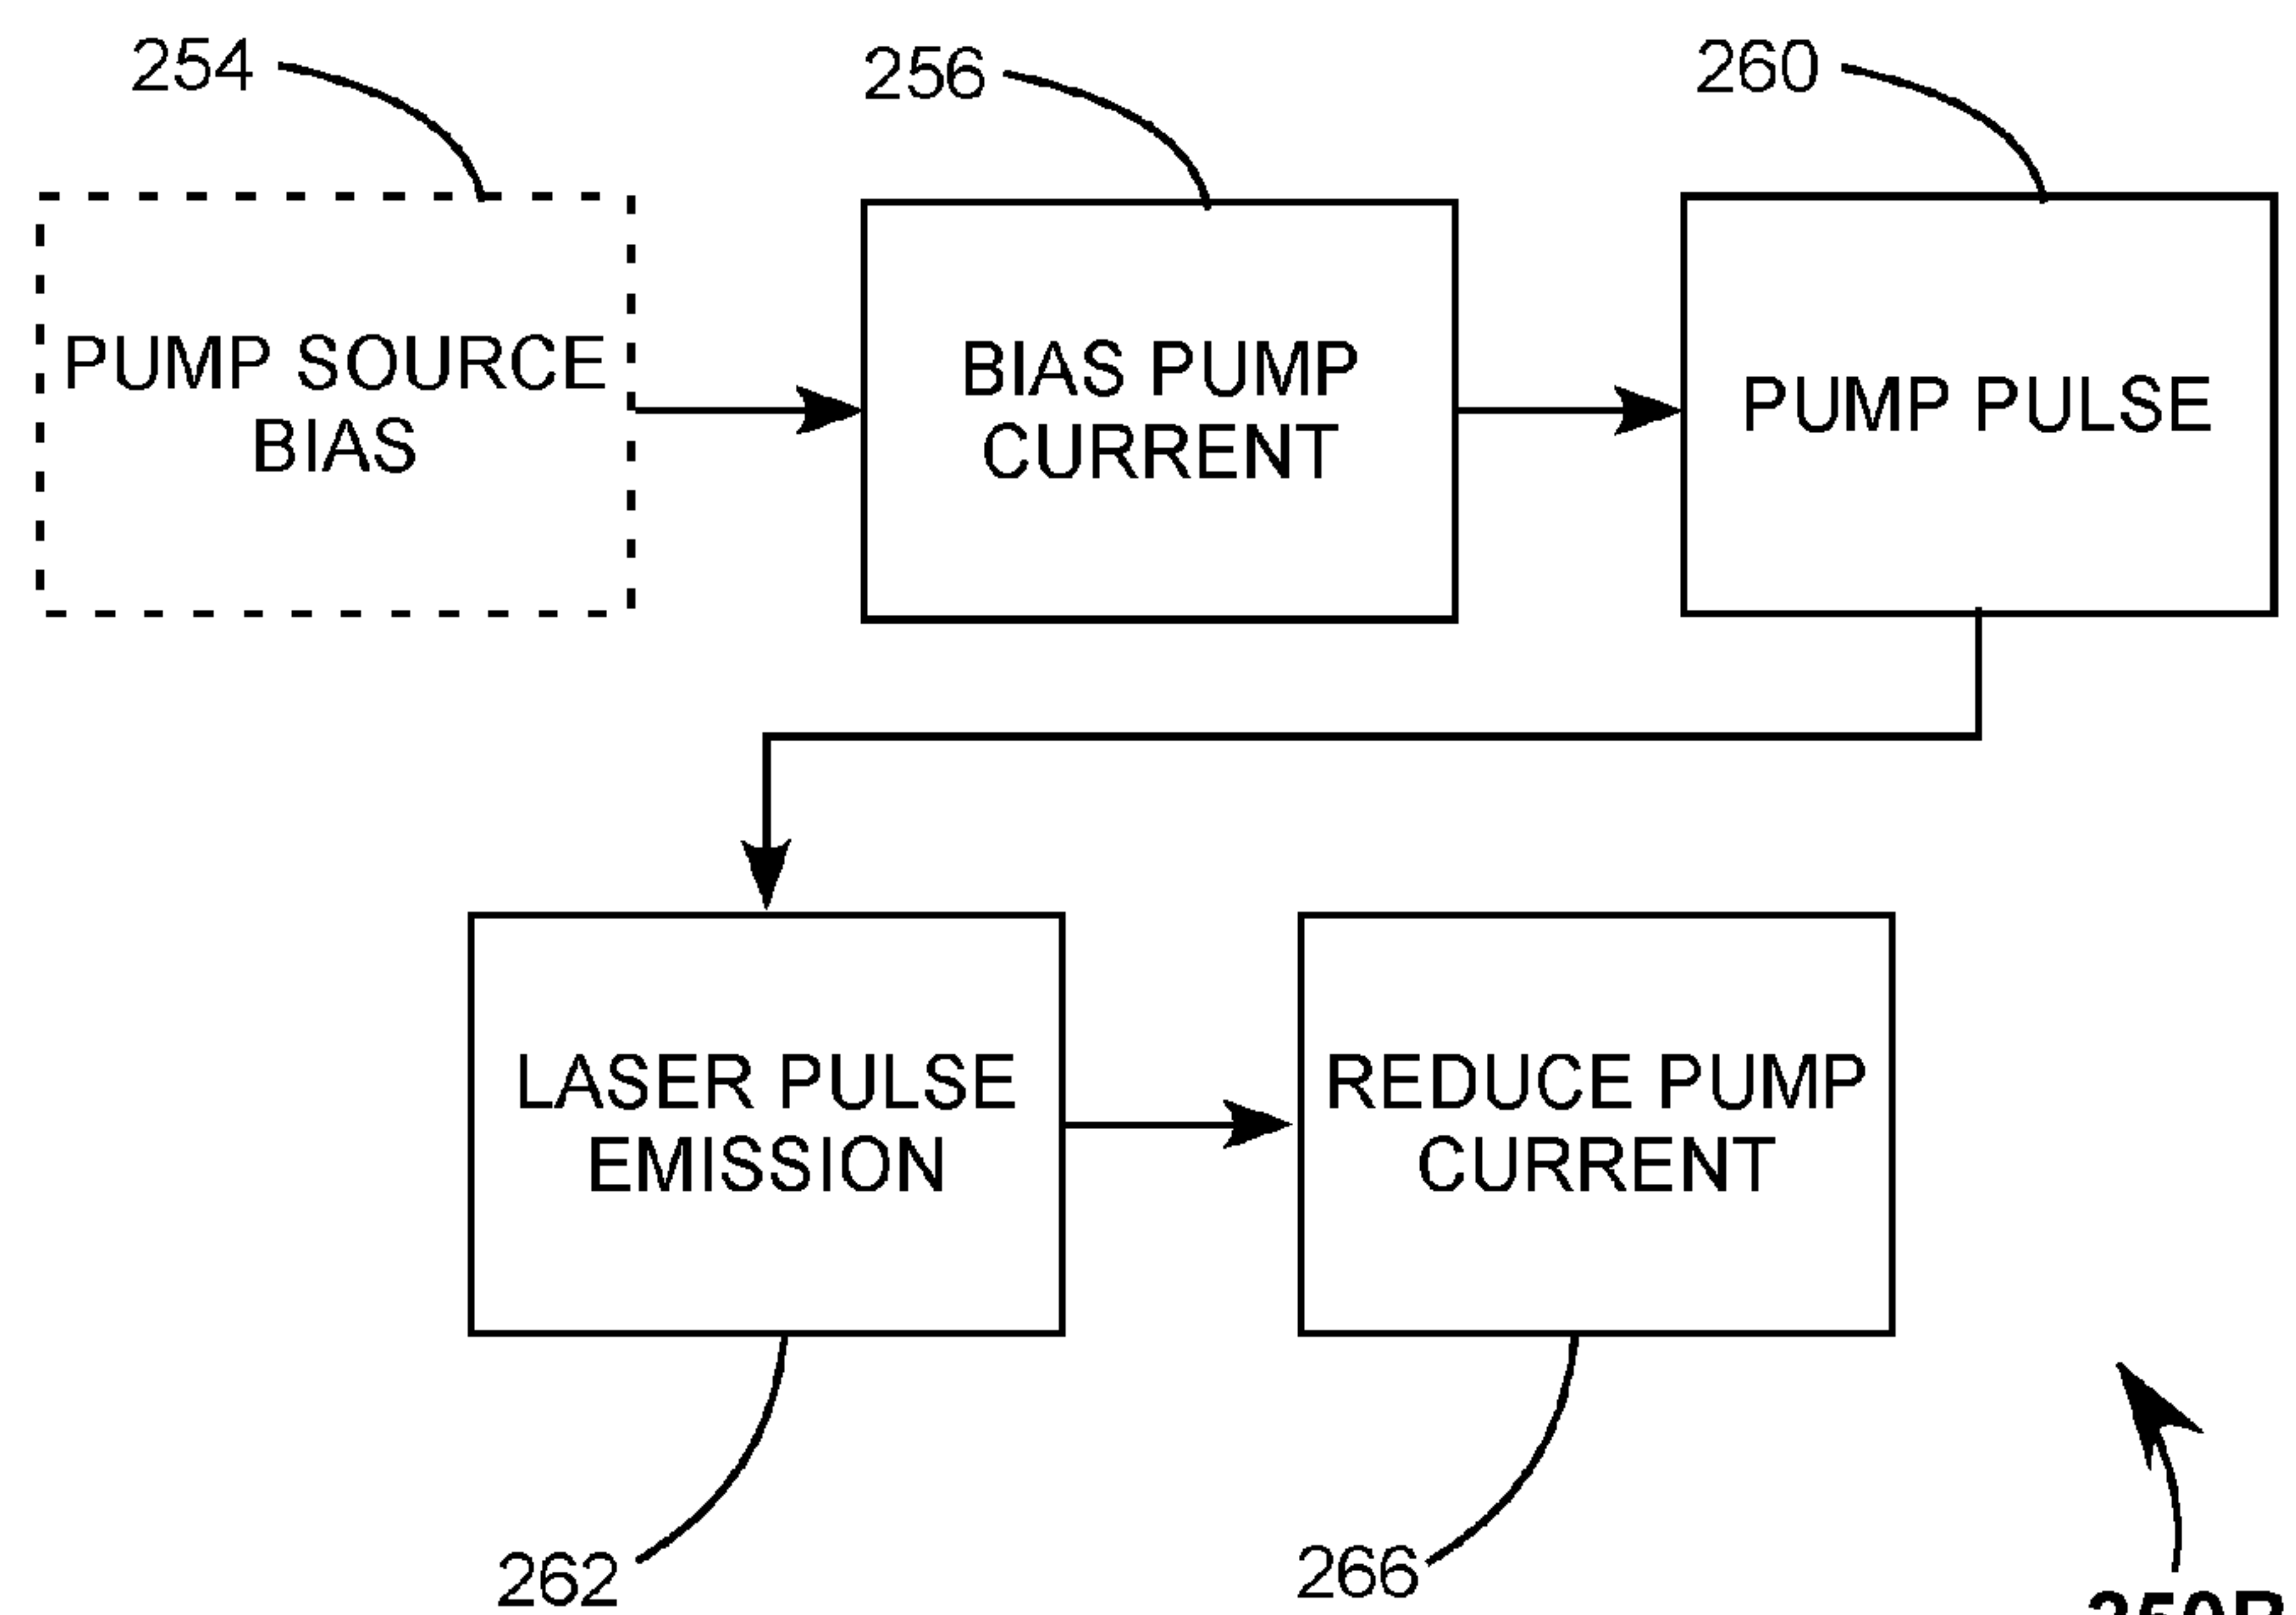 254
256
260
PUMP SOURCE
BIAS
BIAS PUMP
CURRENT
PUMP PULSE
LASER PULSE
EMISSION
REDUCE PUMP
CURRENT
262
266